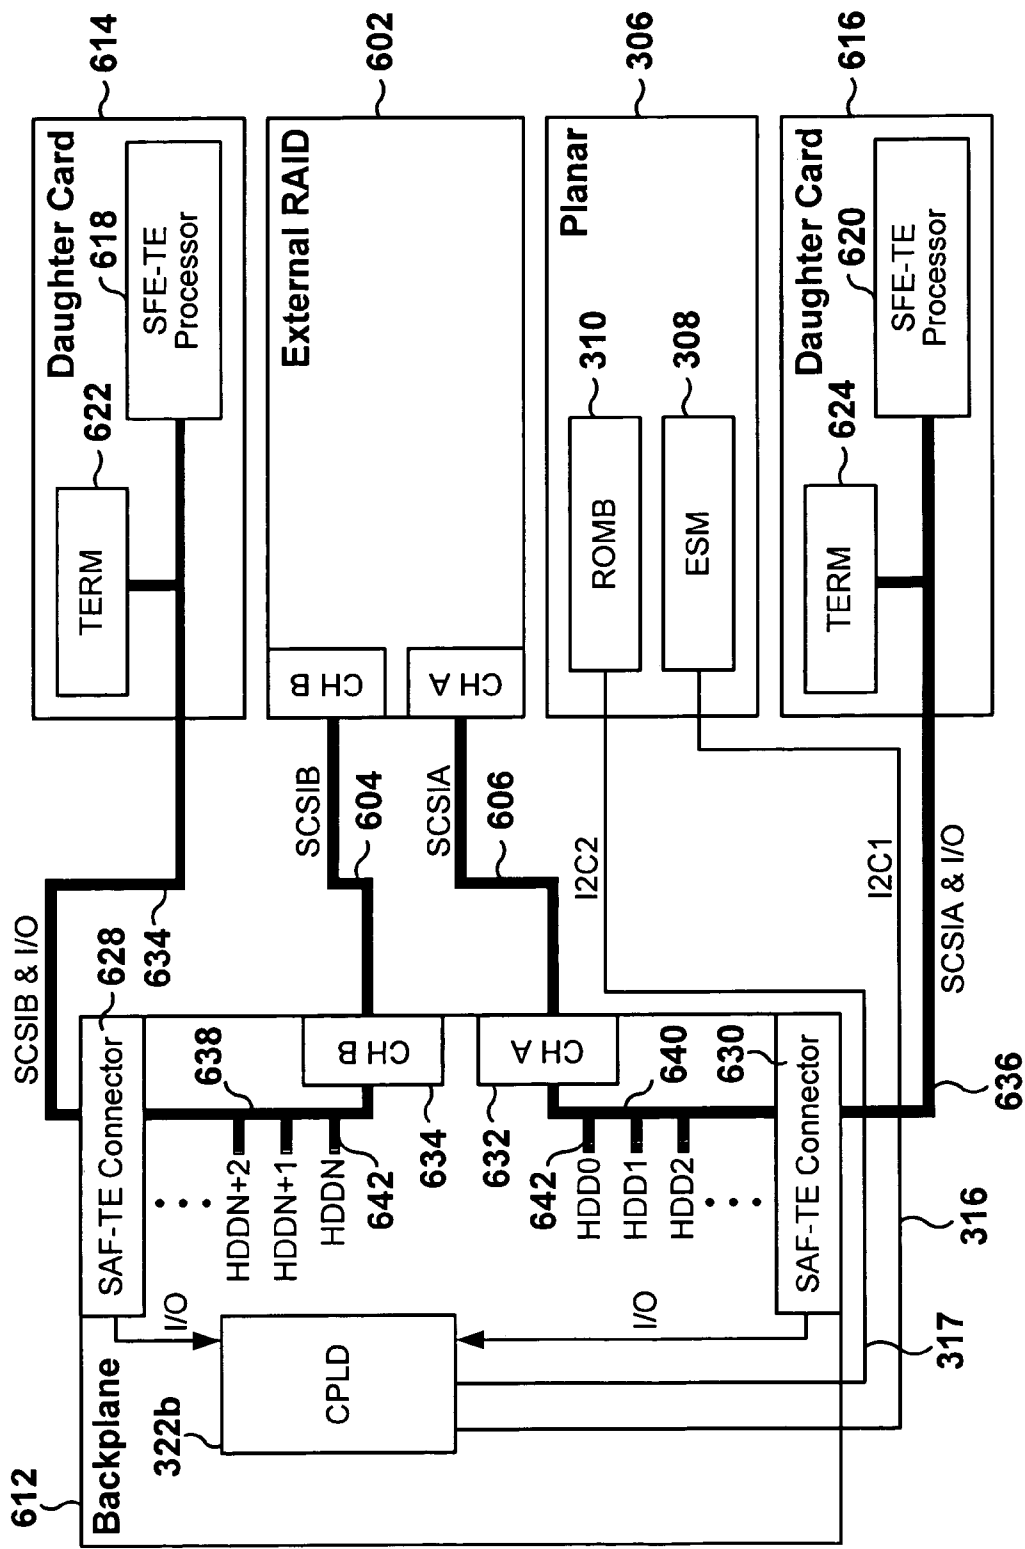 612
Backplane
322b
CPLD
I/O
I/O
SAF-TE Connector
628
SCSIB & I/O
634
HDDN+2
HDDN+1
HDDN
638
642
CH B
634
CH A
632
640
642
HDD0
HDD1
HDD2
630
SAF-TE Connector
317
316
636
SCSIA & I/O
SCSIB
604
SCSIA
606
I2C2
I2C1
614
Daughter Card
622
TERM
618
SFE-TE
Processor
602
External RAID
CH B
CH A
306
Planar
310
ROMB
308
ESM
616
Daughter Card
624
TERM
620
SFE-TE
Processor